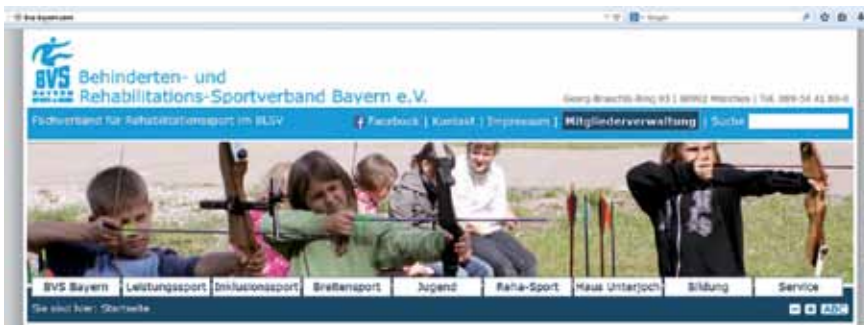 BVS
BAYERN
Behinderten- und
Rehabilitations-Sportverband Bayern e.V.
Georg-Brauchle-Ring 93 | 80992 München | Tel. 089-54 41 89-0
Fachverband für Rehabilitationssport im BLSV
Facebook | Kontakt | Impressum | Mitgliederverwaltung | Suche
BVS Bayern Leistungssport Inklusionssport Breitensport Jugend Reha-Sport Haus Unterjoch Bildung Service
Sie sind hier: Startseite
- + ABC